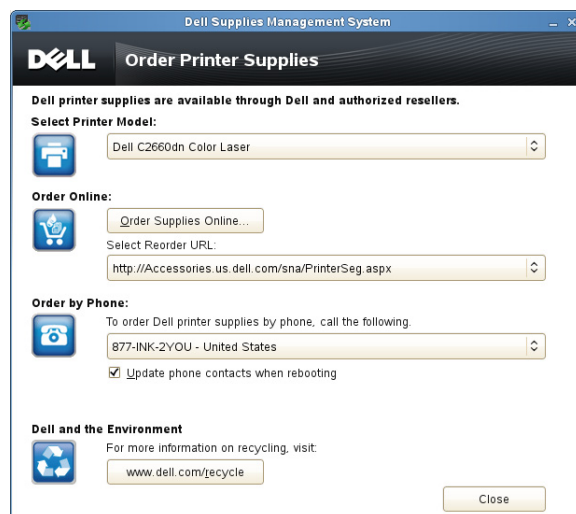 Dell Supplies Management System
DELL Order Printer Supplies
Dell printer supplies are available through Dell and authorized resellers.
Select Printer Model:
Dell C2660dn Color Laser
Order Online:
Order Supplies Online...
Select Reorder URL:
http://Accessories.us.dell.com/sna/PrinterSeg.aspx
Order by Phone:
To order Dell printer supplies by phone, call the following.
877-INK-2YOU - United States
Update phone contacts when rebooting
Dell and the Environment
For more information on recycling, visit:
www.dell.com/recycle
Close